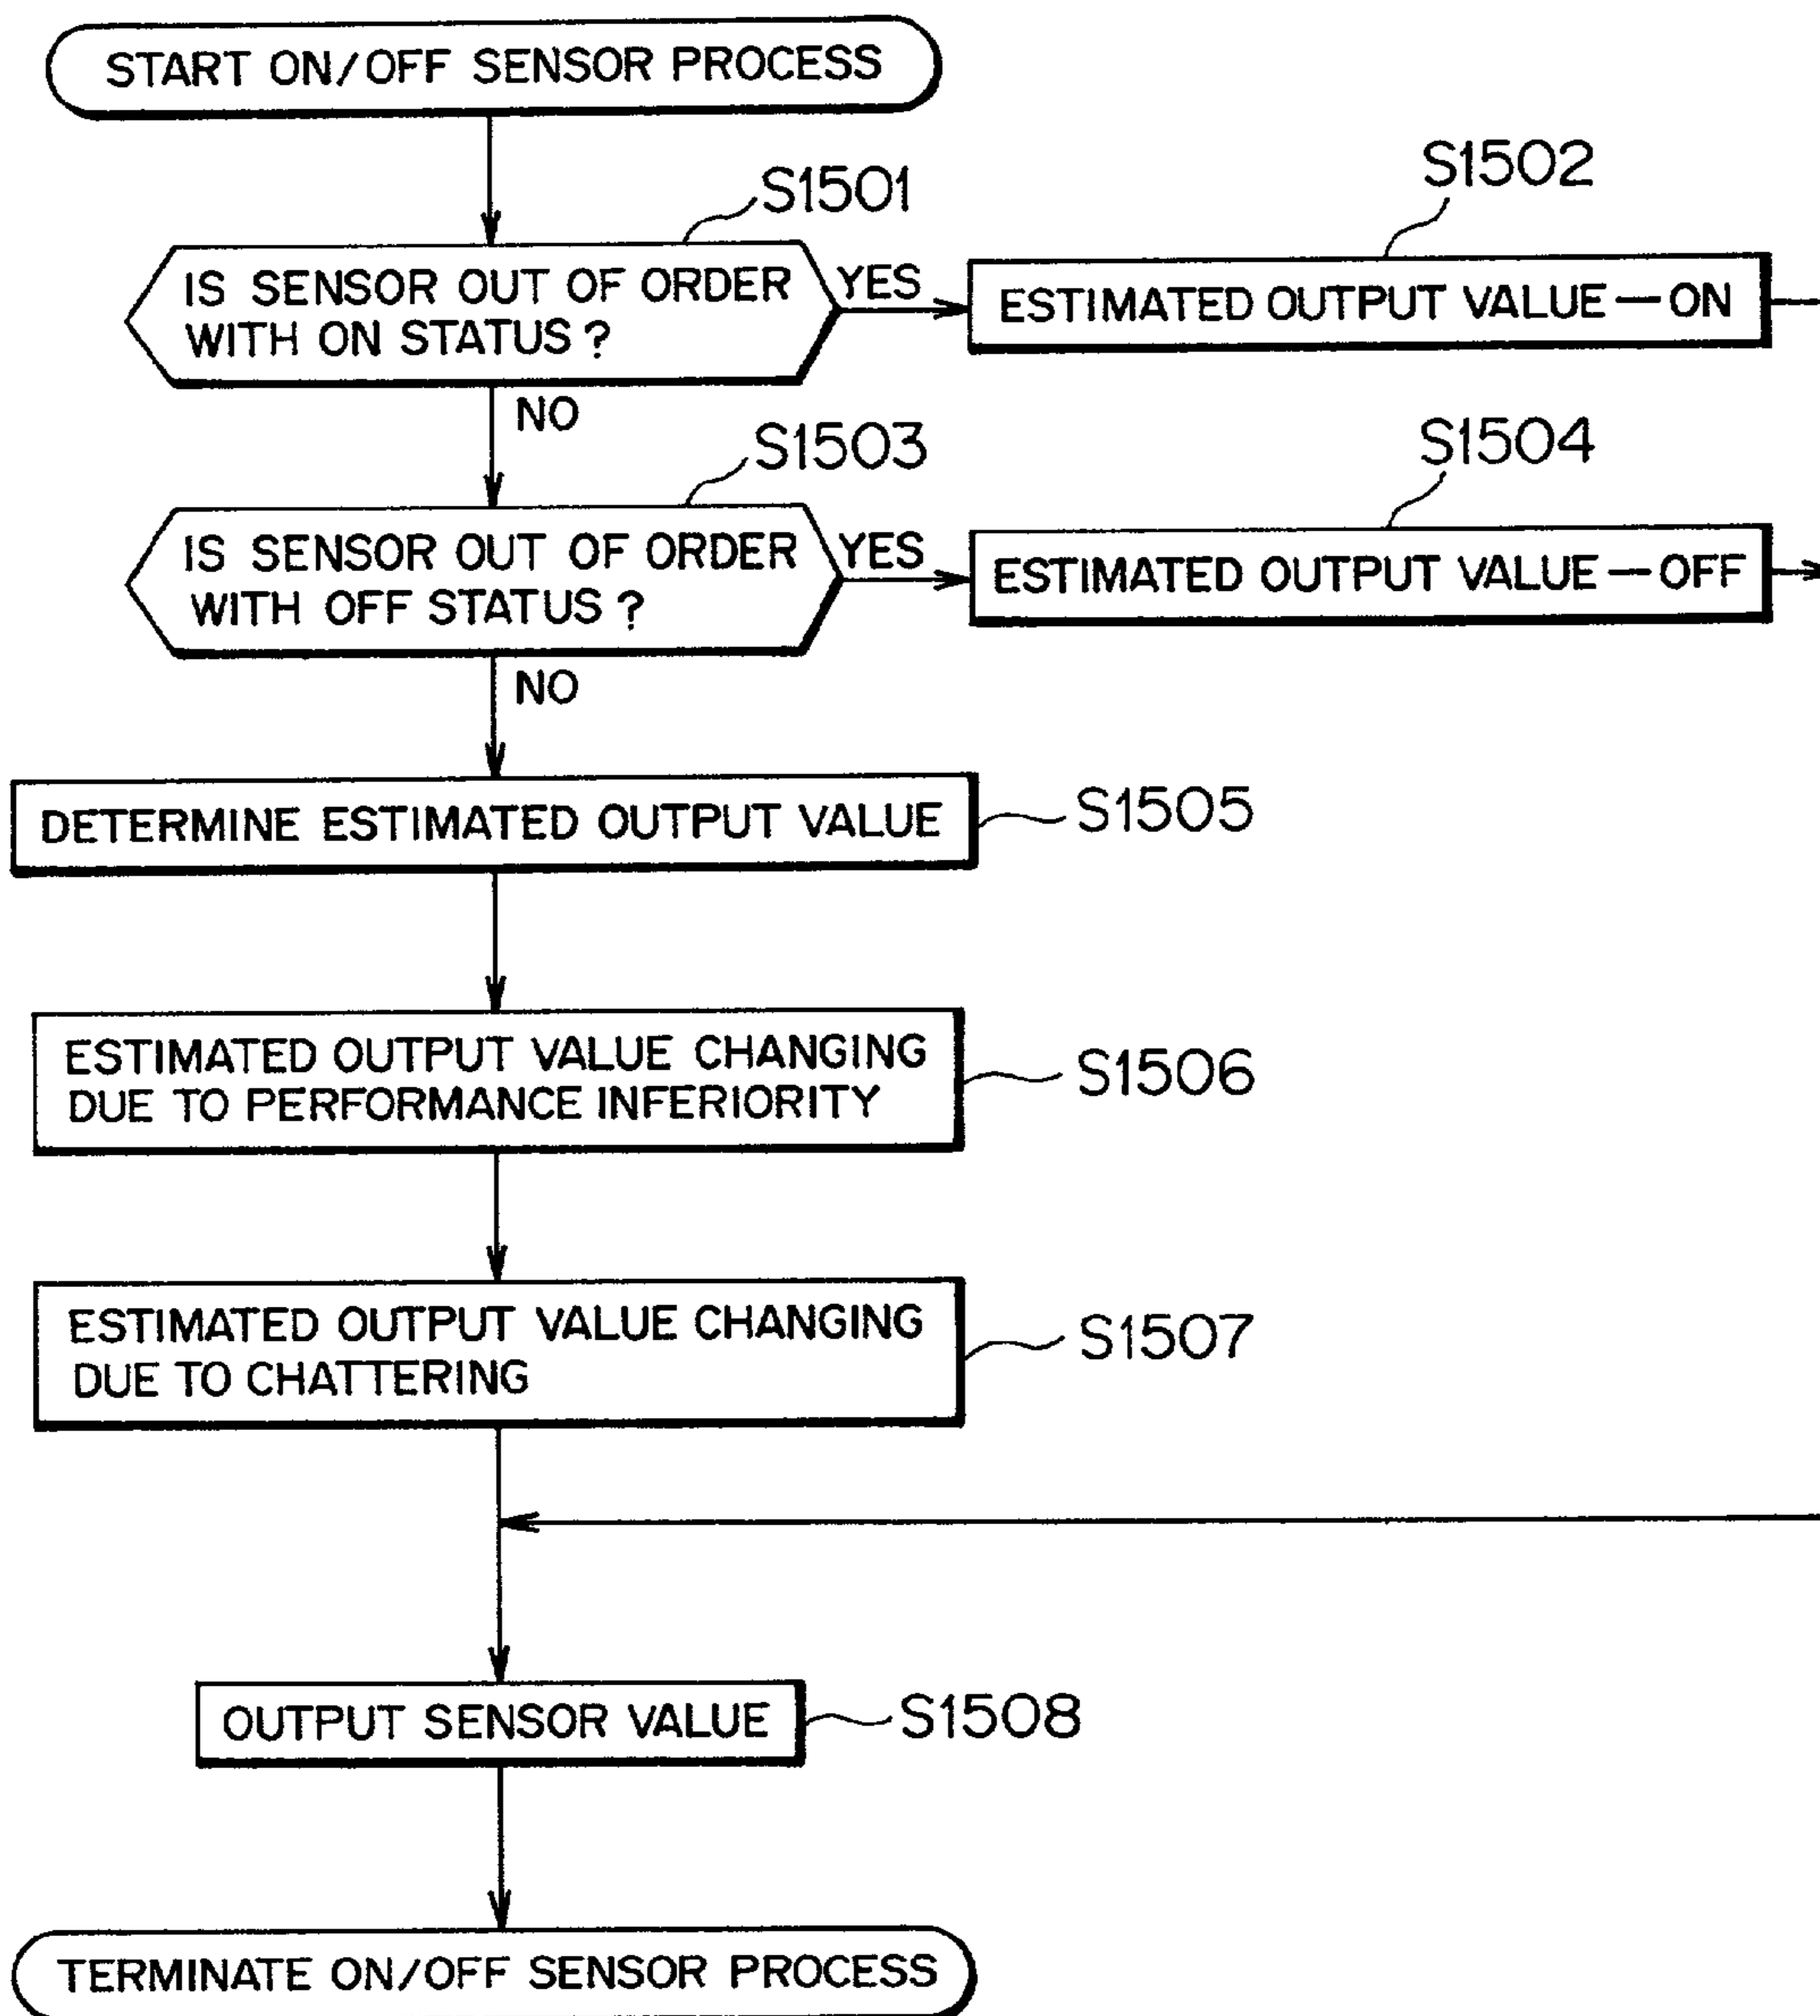 START ON/OFF SENSOR PROCESS
S1501
S1502
IS SENSOR OUT OF ORDER
WITH ON STATUS?
YES
ESTIMATED OUTPUT VALUE—ON
NO
S1503
S1504
IS SENSOR OUT OF ORDER
WITH OFF STATUS?
YES
ESTIMATED OUTPUT VALUE—OFF
NO
DETERMINE ESTIMATED OUTPUT VALUE
S1505
ESTIMATED OUTPUT VALUE CHANGING
DUE TO PERFORMANCE INFERIORITY
S1506
ESTIMATED OUTPUT VALUE CHANGING
DUE TO CHATTERING
S1507
OUTPUT SENSOR VALUE
S1508
TERMINATE ON/OFF SENSOR PROCESS